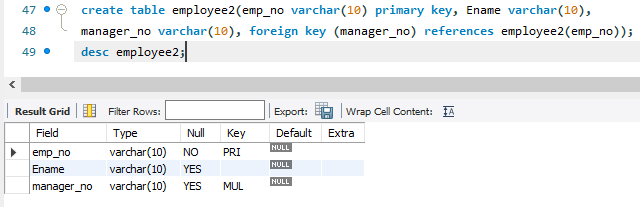 47 create table employee2(emp_no varchar(10) primary key, Ename varchar(10),
48 manager_no varchar(10), foreign key (manager_no) references employee2(emp_no));
49 desc employee2;
Result Grid Filter Rows: Export: Wrap Cell Content: IA
Field Type Null Key Default Extra
emp_no varchar(10) NO PRI NULL
Ename varchar(10) YES NULL
manager_no varchar(10) YES MUL NULL